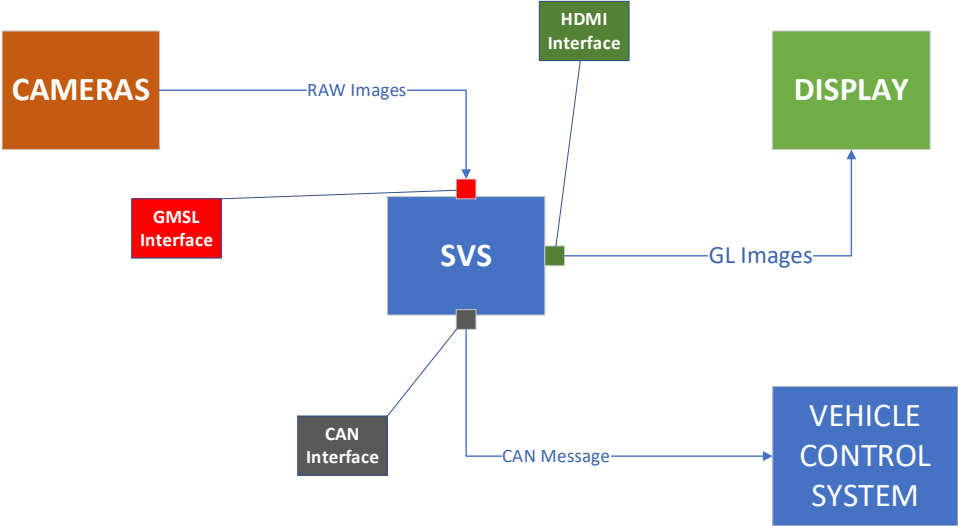 HDMI
Interface
CAMERAS
RAW Images
DISPLAY
GMSL
Interface
SVS
GL Images
CAN
Interface
CAN Message
VEHICLE
CONTROL
SYSTEM